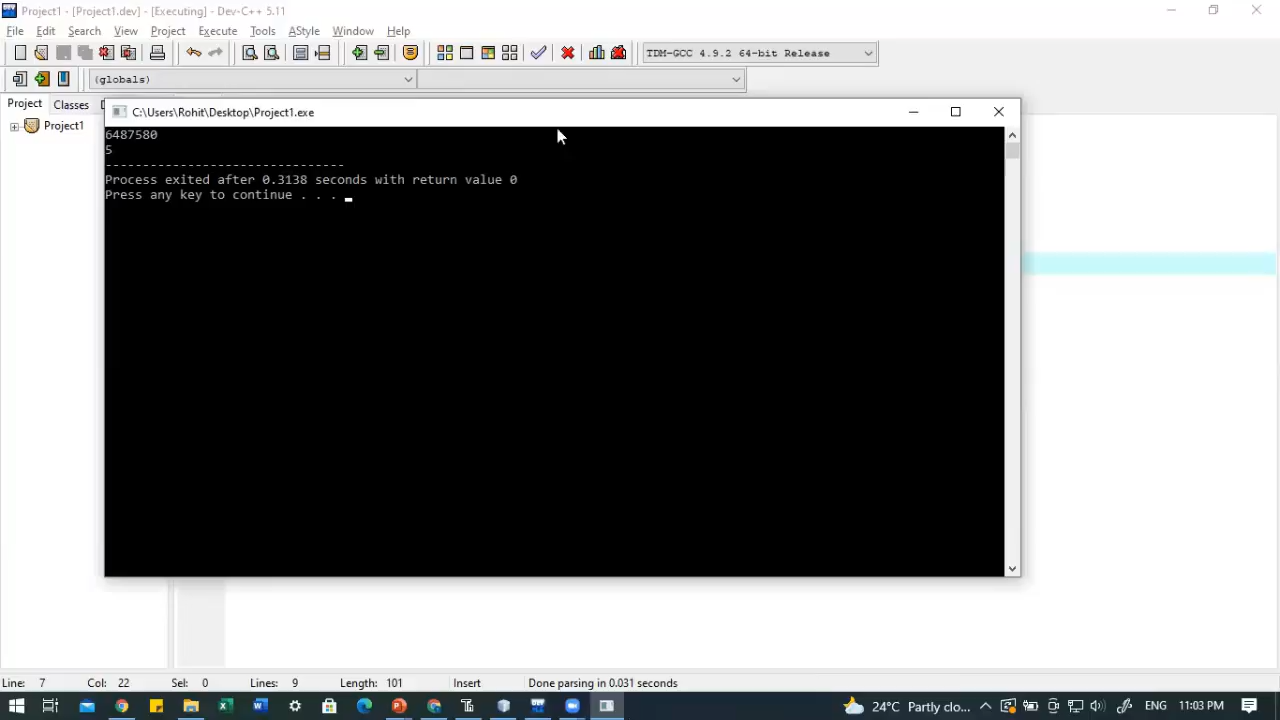 Project1 - [Project1.dev] - [Executing] - Dev-C++ 5.11
File Edit Search View Project Execute Tools AStyle Window Help
TDM-GCC 4.9.2 64-bit Release
(globals)
Project Classes
Project1
C:\Users\Rohit\Desktop\Project1.exe
6487580
5
--------------------------------
Process exited after 0.3138 seconds with return value 0
Press any key to continue . . .
Line: 7 Col: 22 Sel: 0 Lines: 9 Length: 101 Insert Done parsing in 0.031 seconds
24°C Partly clo... ENG 11:03 PM